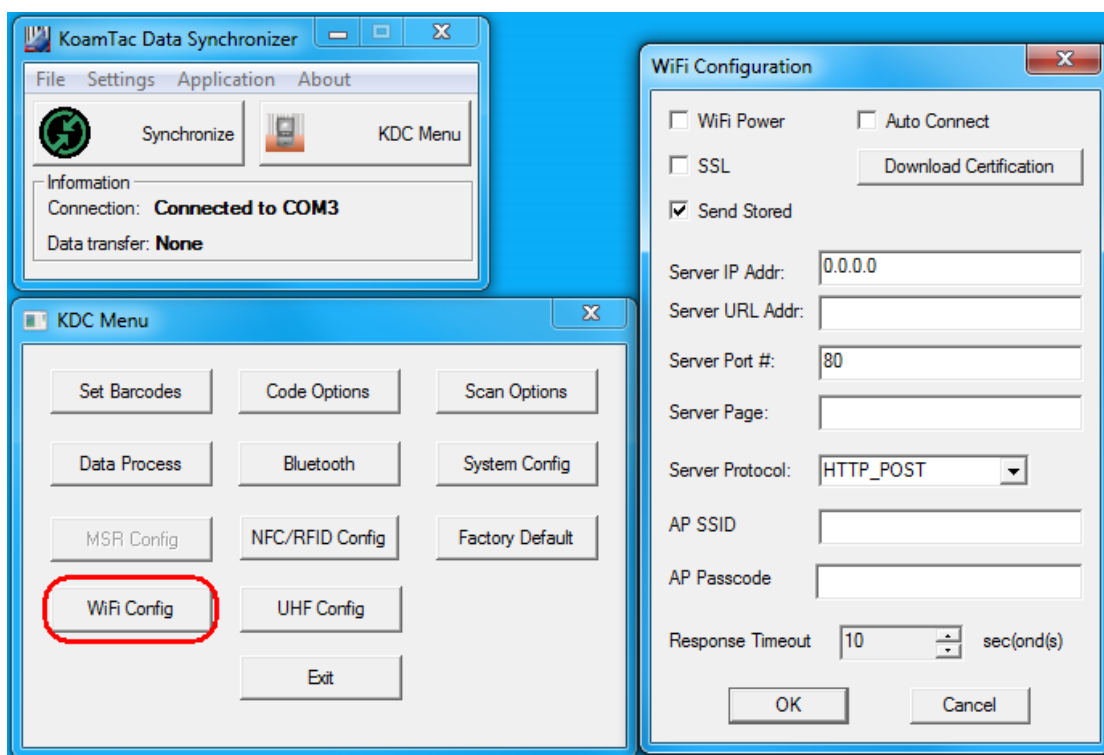 KoamTac Data Synchronizer
File Settings Application About
Synchronize KDC Menu
Information
Connection: Connected to COM3
Data transfer: None
KDC Menu
Set Barcodes Code Options Scan Options
Data Process Bluetooth System Config
MSR Config NFC/RFID Config Factory Default
WiFi Config UHF Config
Exit
WiFi Configuration
WiFi Power Auto Connect
SSL Download Certification
Send Stored
Server IP Addr: 0.0.0.0
Server URL Addr:
Server Port #: 80
Server Page:
Server Protocol: HTTP_POST
AP SSID
AP Passcode
Response Timeout 10 sec(ond(s)
OK Cancel